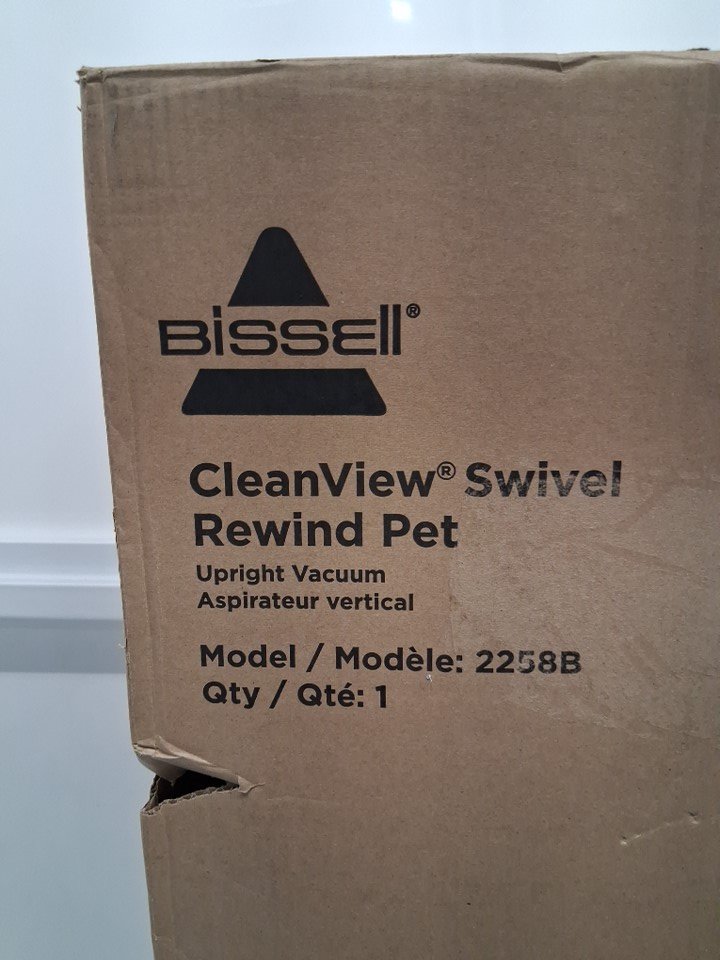 BISSELL®
CleanView® Swivel
Rewind Pet
Upright Vacuum
Aspirateur vertical
Model / Modèle: 2258B
Qty / Qté: 1